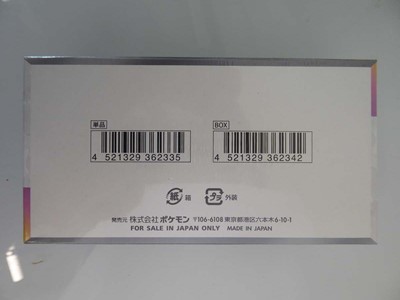 単品
BOX
4 521329 362335
4 521329 362342
紙 箱
プラ 外装
発売元 株式会社ポケモン 〒106-6108 東京都港区六本木6-10-1
FOR SALE IN JAPAN ONLY MADE IN JAPAN